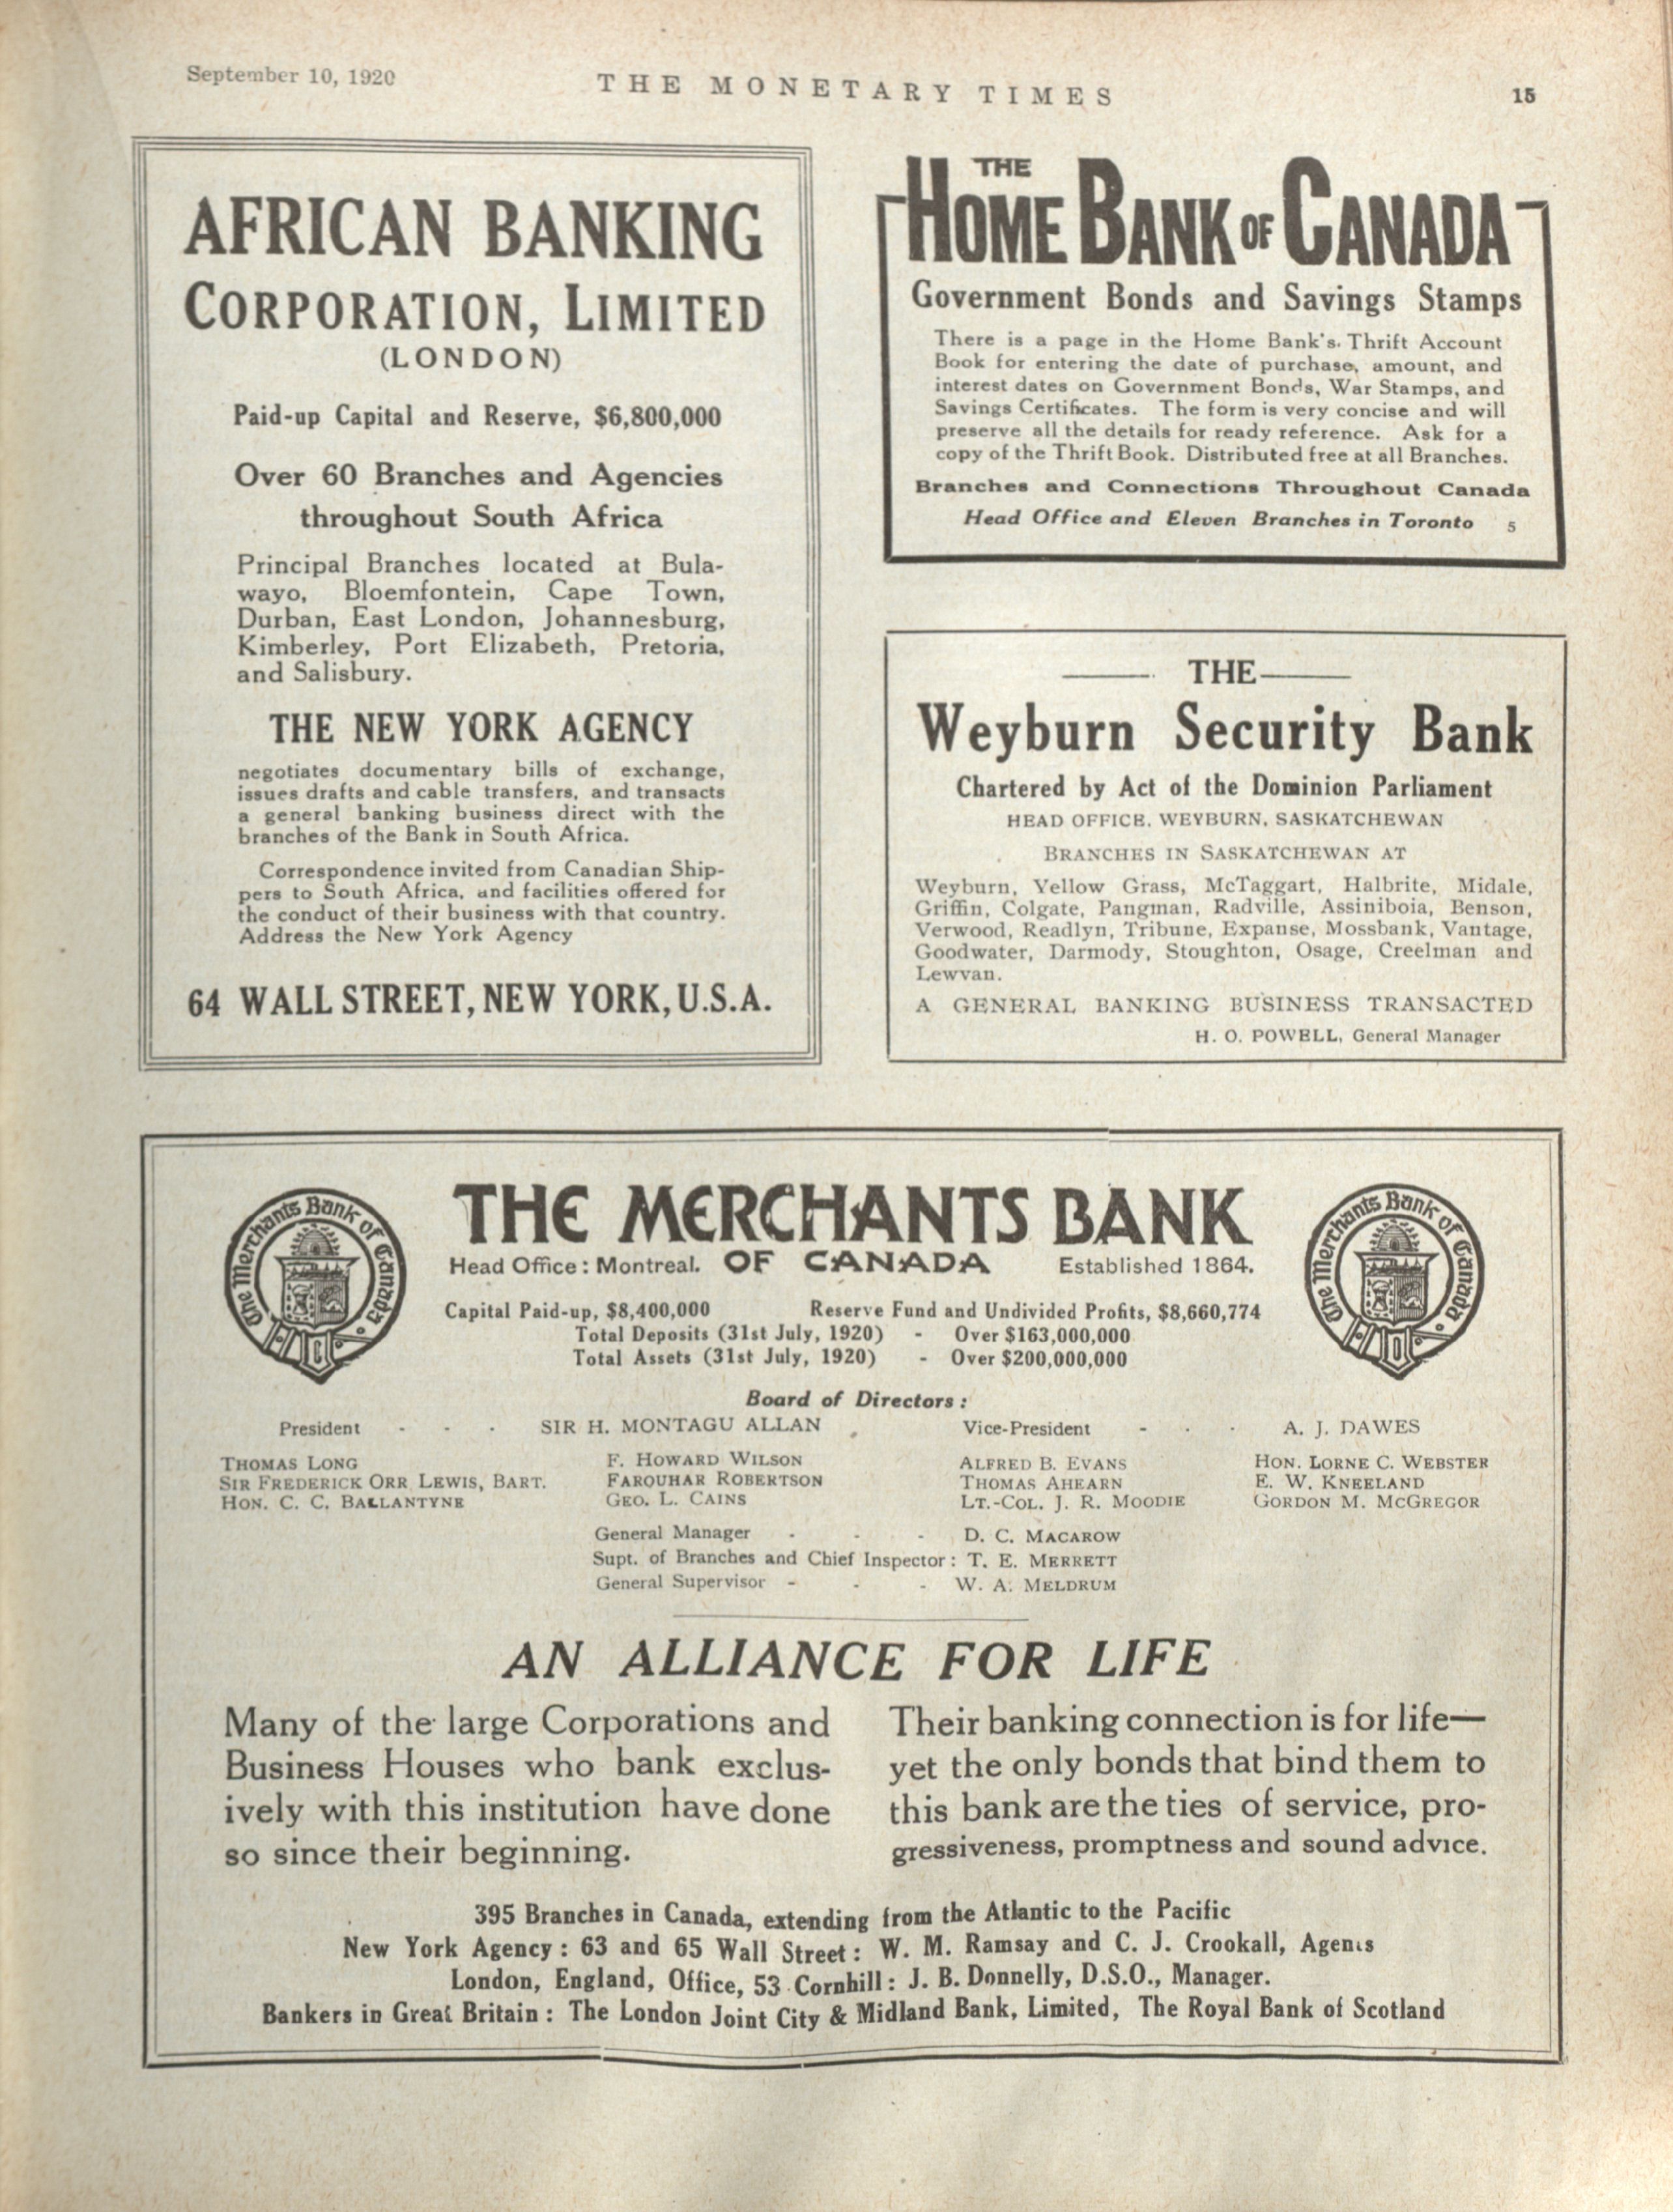 September 10, 1920
THE MONETARY TIMES
15
AFRICAN BANKING
CORPORATION, LIMITED
(LONDON)
Paid-up Capital and Reserve, $6,800,000
Over 60 Branches and Agencies
throughout South Africa
Principal Branches located at Bula-
wayo, Bloemfontein, Cape Town,
Durban, East London, Johannesburg,
Kimberley, Port Elizabeth, Pretoria,
and Salisbury.
THE NEW YORK AGENCY
negotiates documentary bills of exchange,
issues drafts and cable transfers, and transacts
a general banking business direct with the
branches of the Bank in South Africa.
Correspondence invited from Canadian Ship-
pers to South Africa, and facilities offered for
the conduct of their business with that country.
Address the New York Agency
64 WALL STREET, NEW YORK, U.S.A.
THE
HOME BANK OF CANADA
Government Bonds and Savings Stamps
There is a page in the Home Bank's. Thrift Account
Book for entering the date of purchase, amount, and
interest dates on Government Bonds, War Stamps, and
Savings Certificates. The form is very concise and will
preserve all the details for ready reference. Ask for a
copy of the Thrift Book. Distributed free at all Branches.
Branches and Connections Throughout Canada
Head Office and Eleven Branches in Toronto 5
THE
Weyburn Security Bank
Chartered by Act of the Dominion Parliament
HEAD OFFICE, WEYBURN, SASKATCHEWAN
BRANCHES IN SASKATCHEWAN AT
Weyburn, Yellow Grass, McTaggart, Halbrite, Midale,
Griffin, Colgate, Pangman, Radville, Assiniboia, Benson,
Verwood, Readlyn, Tribune, Expanse, Mossbank, Vantage,
Goodwater, Darmody, Stoughton, Osage, Creelman and
Lewvan.
A GENERAL BANKING BUSINESS TRANSACTED
H. O. POWELL, General Manager
The Merchants Bank of Canada
THE MERCHANTS BANK
The Merchants Bank of Canada
Head Office: Montreal. OF CANADA Established 1864.
Capital Paid-up, $8,400,000 Reserve Fund and Undivided Profits, $8,660,774
Total Deposits (31st July, 1920) - Over $163,000,000
Total Assets (31st July, 1920) - Over $200,000,000
Board of Directors:
President - - - SIR H. MONTAGU ALLAN Vice-President - - - A. J. DAWES
THOMAS LONG F. HOWARD WILSON ALFRED B. EVANS HON. LORNE C. WEBSTER
SIR FREDERICK ORR LEWIS, BART. FARQUHAR ROBERTSON THOMAS AHEARN E. W. KNEELAND
HON. C. C. BALLANTYNE GEO. L. CAINS LT.-COL. J. R. MOODIE GORDON M. MCGREGOR
General Manager - - - D. C. MACAROW
Supt. of Branches and Chief Inspector: T. E. MERRETT
General Supervisor - - - W. A. MELDRUM
AN ALLIANCE FOR LIFE
Many of the large Corporations and
Business Houses who bank exclus-
ively with this institution have done
so since their beginning.
Their banking connection is for life—
yet the only bonds that bind them to
this bank are the ties of service, pro-
gressiveness, promptness and sound advice.
395 Branches in Canada, extending from the Atlantic to the Pacific
New York Agency: 63 and 65 Wall Street: W. M. Ramsay and C. J. Crookall, Agents
London, England, Office, 53 Cornhill: J. B. Donnelly, D.S.O., Manager.
Bankers in Great Britain: The London Joint City & Midland Bank, Limited, The Royal Bank of Scotland